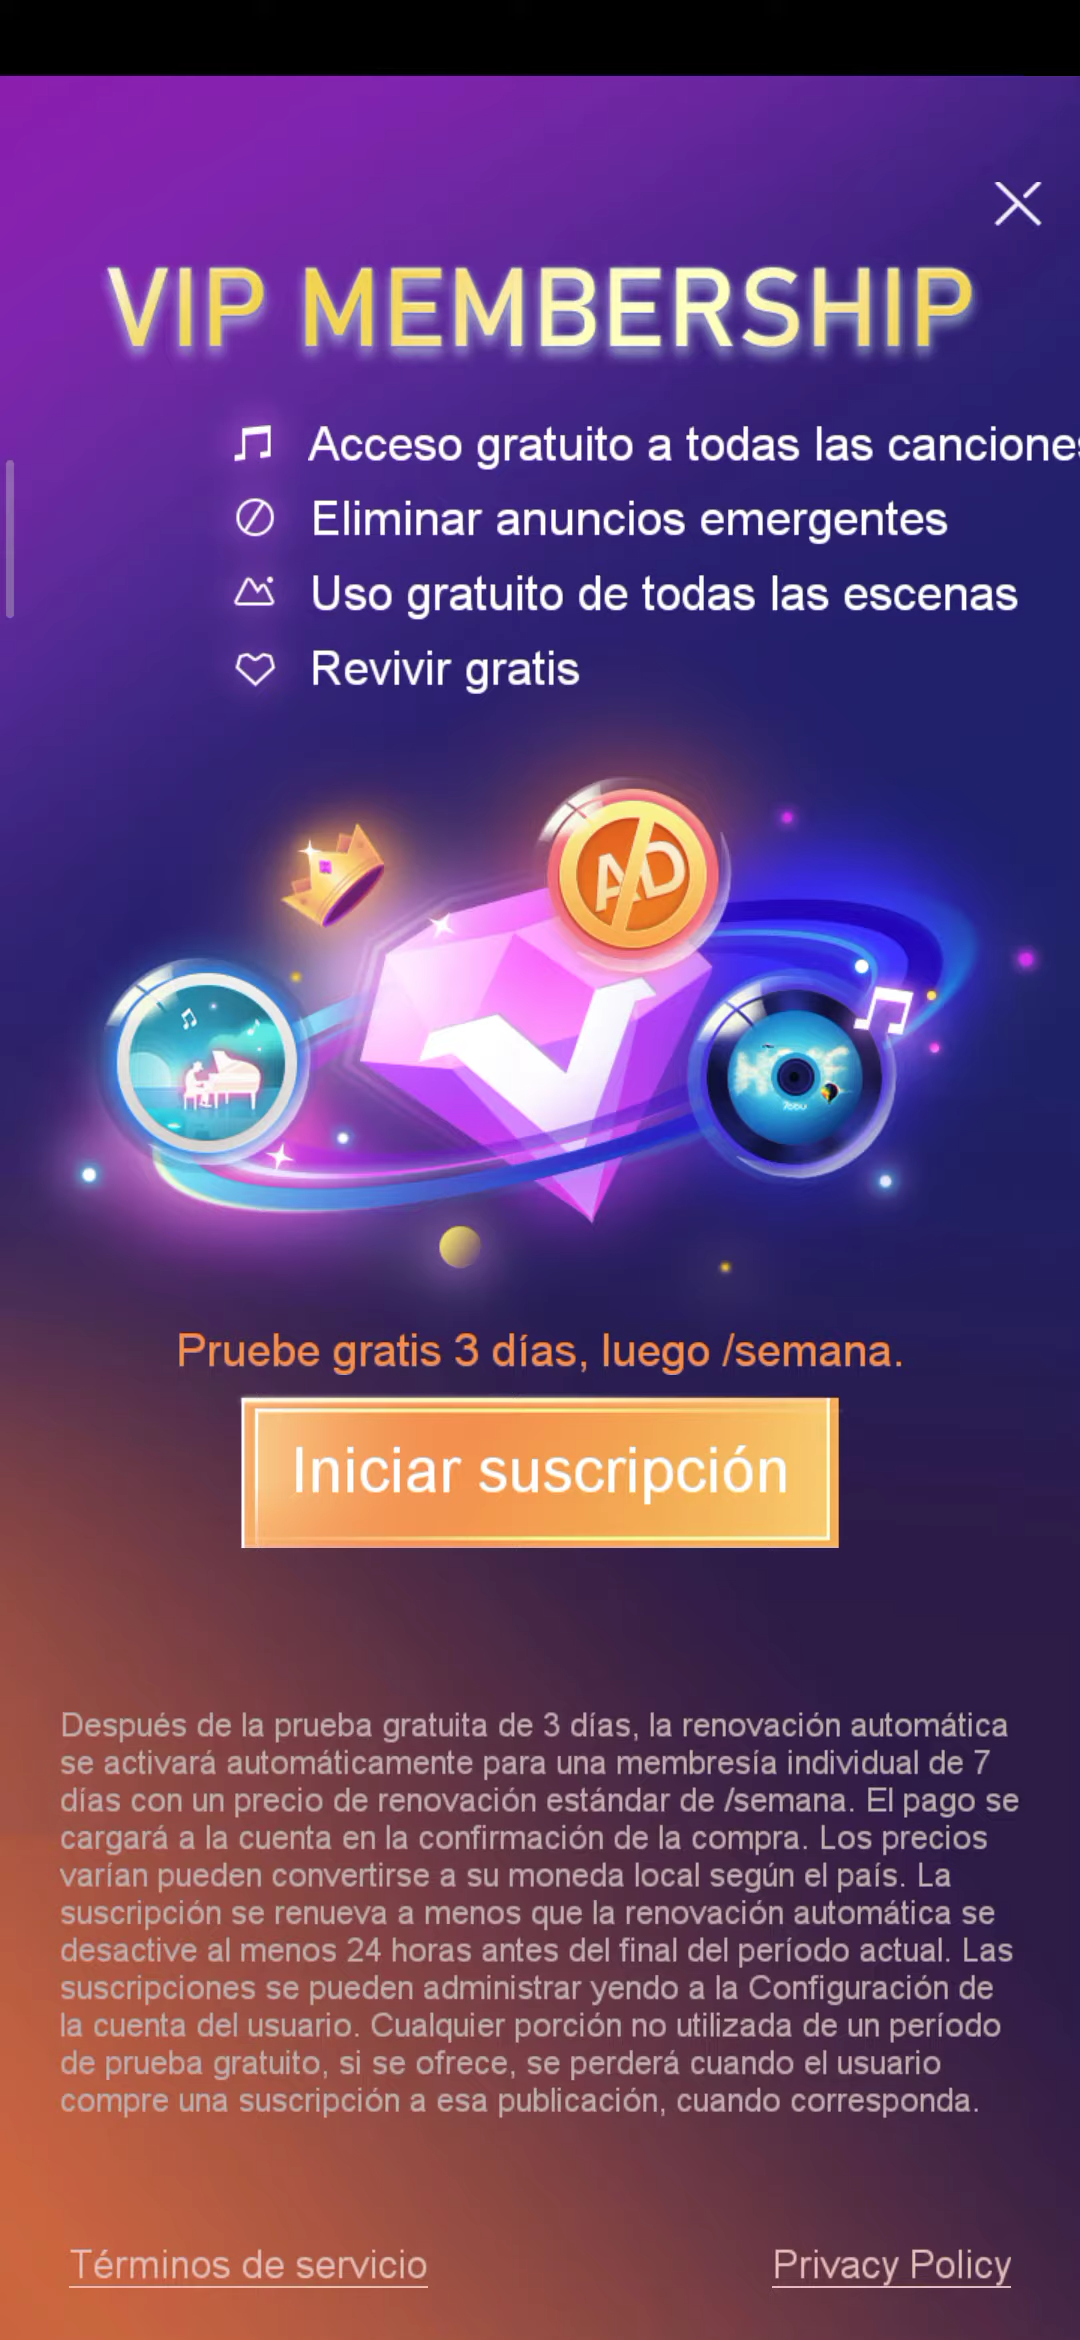 VIP MEMBERSHIP
Acceso gratuito a todas las canciones
Eliminar anuncios emergentes
Uso gratuito de todas las escenas
Revivir gratis
AD
Pruebe gratis 3 días, luego /semana.
Iniciar suscripción
Después de la prueba gratuita de 3 días, la renovación automática
se activará automáticamente para una membresía individual de 7
días con un precio de renovación estándar de /semana. El pago se
cargará a la cuenta en la confirmación de la compra. Los precios
varían pueden convertirse a su moneda local según el país. La
suscripción se renueva a menos que la renovación automática se
desactive al menos 24 horas antes del final del período actual. Las
suscripciones se pueden administrar yendo a la Configuración de
la cuenta del usuario. Cualquier porción no utilizada de un período
de prueba gratuito, si se ofrece, se perderá cuando el usuario
compre una suscripción a esa publicación, cuando corresponda.
Términos de servicio
Privacy Policy